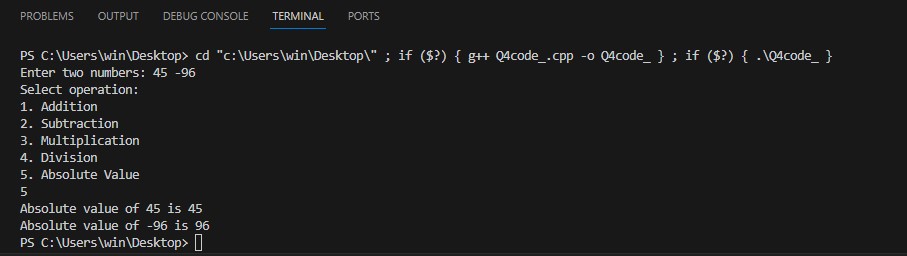 PROBLEMS OUTPUT DEBUG CONSOLE TERMINAL PORTS
PS C:\Users\win\Desktop> cd "c:\Users\win\Desktop\" ; if ($?) { g++ Q4code_.cpp -o Q4code_ } ; if ($?) { .\Q4code_ }
Enter two numbers: 45 -96
Select operation:
1. Addition
2. Subtraction
3. Multiplication
4. Division
5. Absolute Value
5
Absolute value of 45 is 45
Absolute value of -96 is 96
PS C:\Users\win\Desktop>